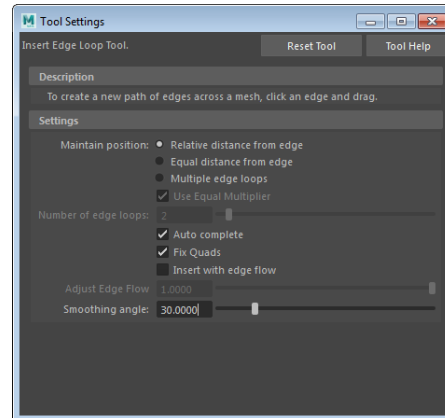 Tool Settings
Insert Edge Loop Tool.
Reset Tool
Tool Help
Description
To create a new path of edges across a mesh, click an edge and drag.
Settings
Maintain position: Relative distance from edge
Equal distance from edge
Multiple edge loops
Use Equal Multiplier
Number of edge loops: 2
Auto complete
Fix Quads
Insert with edge flow
Adjust Edge Flow 1.0000
Smoothing angle: 30.0000